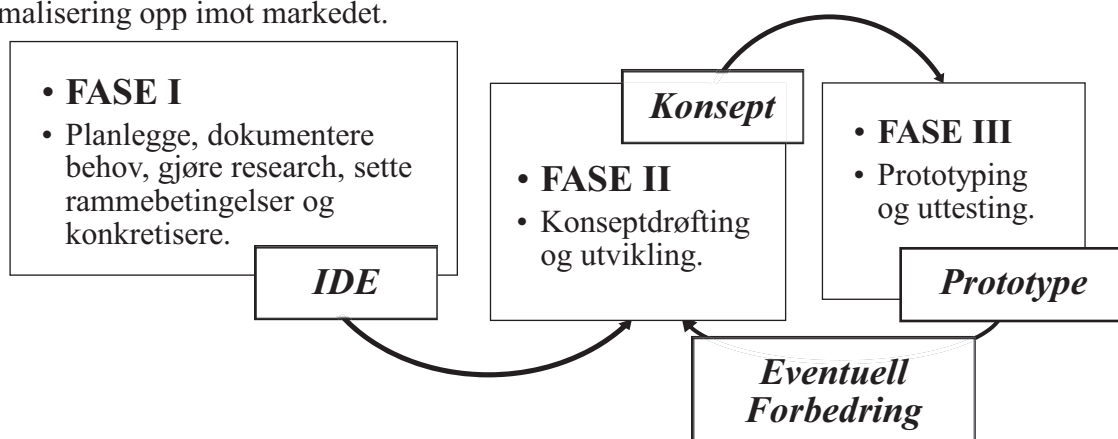 malisering opp imot markedet.
• FASE I
• Planlegge, dokumentere
behov, gjøre research, sette
rammebetingelser og
konkretisere.
IDE
Konsept
• FASE II
• Konseptdrøfting
og utvikling.
• FASE III
• Prototyping
og uttesting.
Prototype
Eventuell
Forbedring